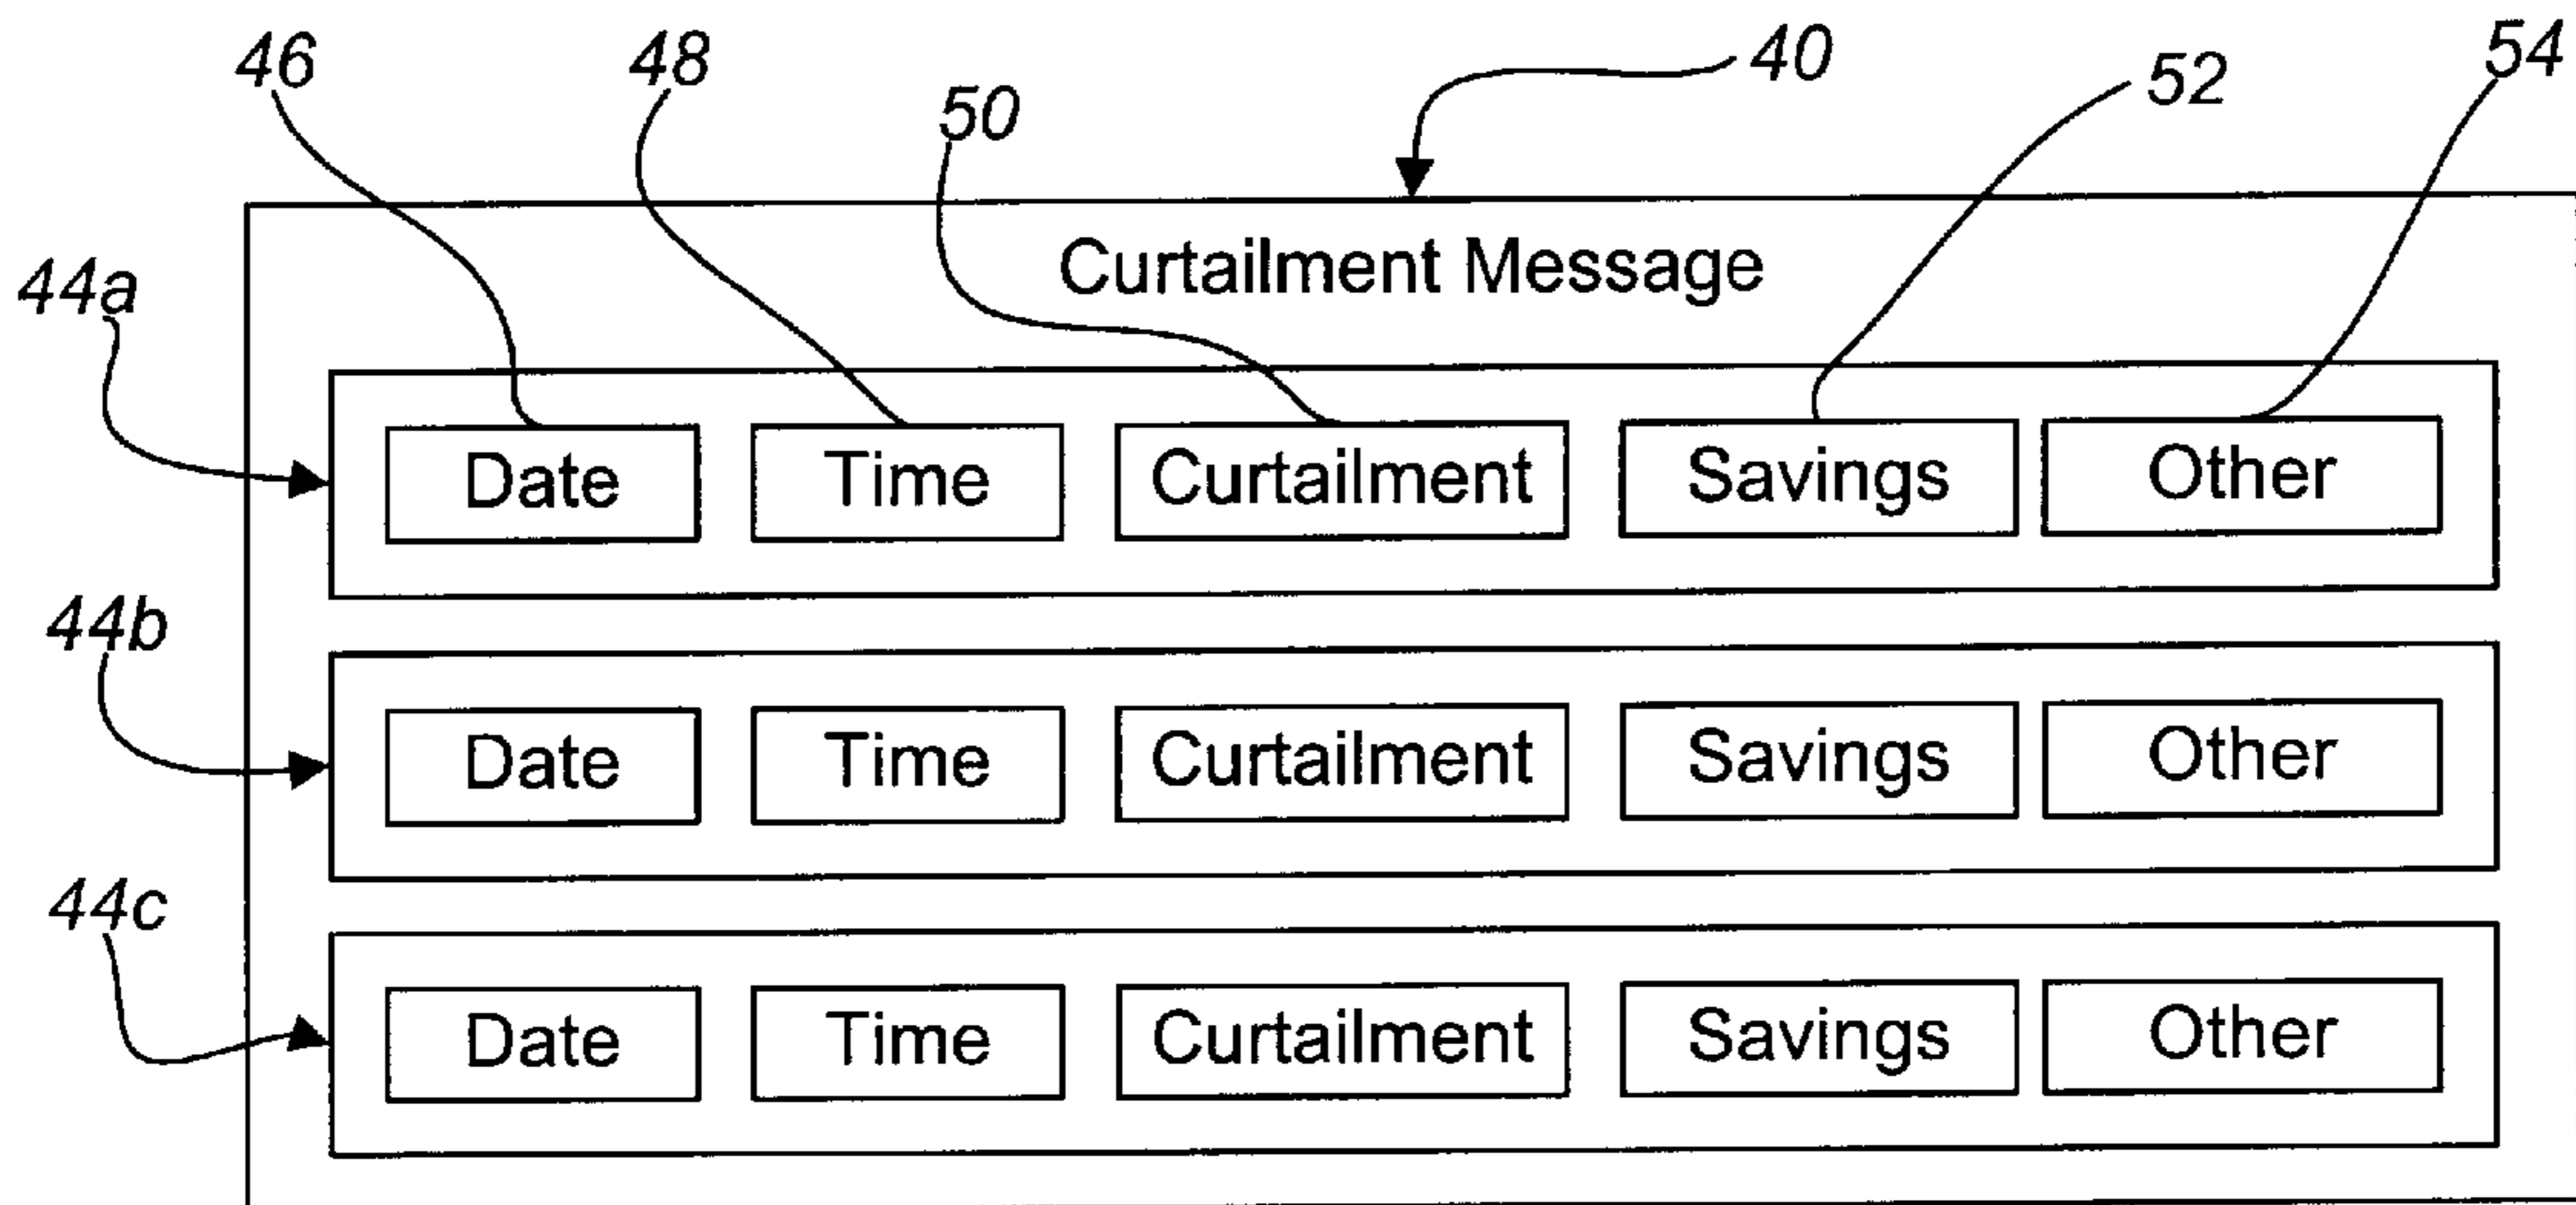 46 48 50 40 52 54
Curtailment Message
44a
Date Time Curtailment Savings Other
44b
Date Time Curtailment Savings Other
44c
Date Time Curtailment Savings Other